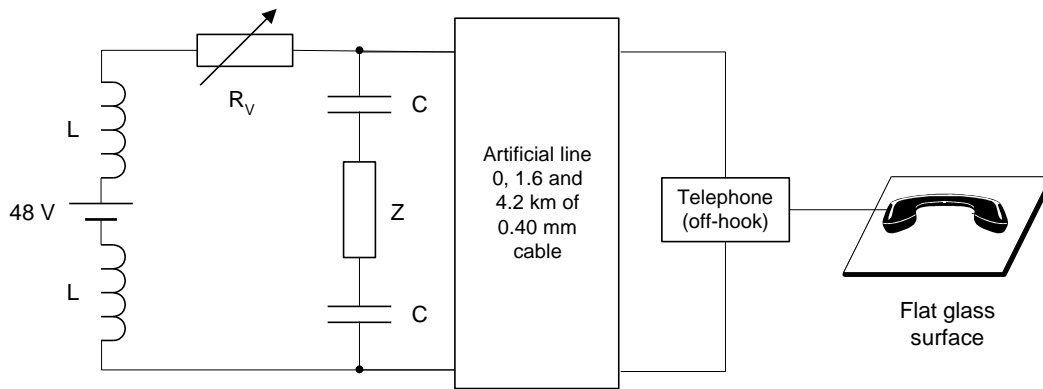 R_V
L
C
48 V
Z
L
C
Artificial line
0, 1.6 and
4.2 km of
0.40 mm
cable
Telephone
(off-hook)
Flat glass
surface